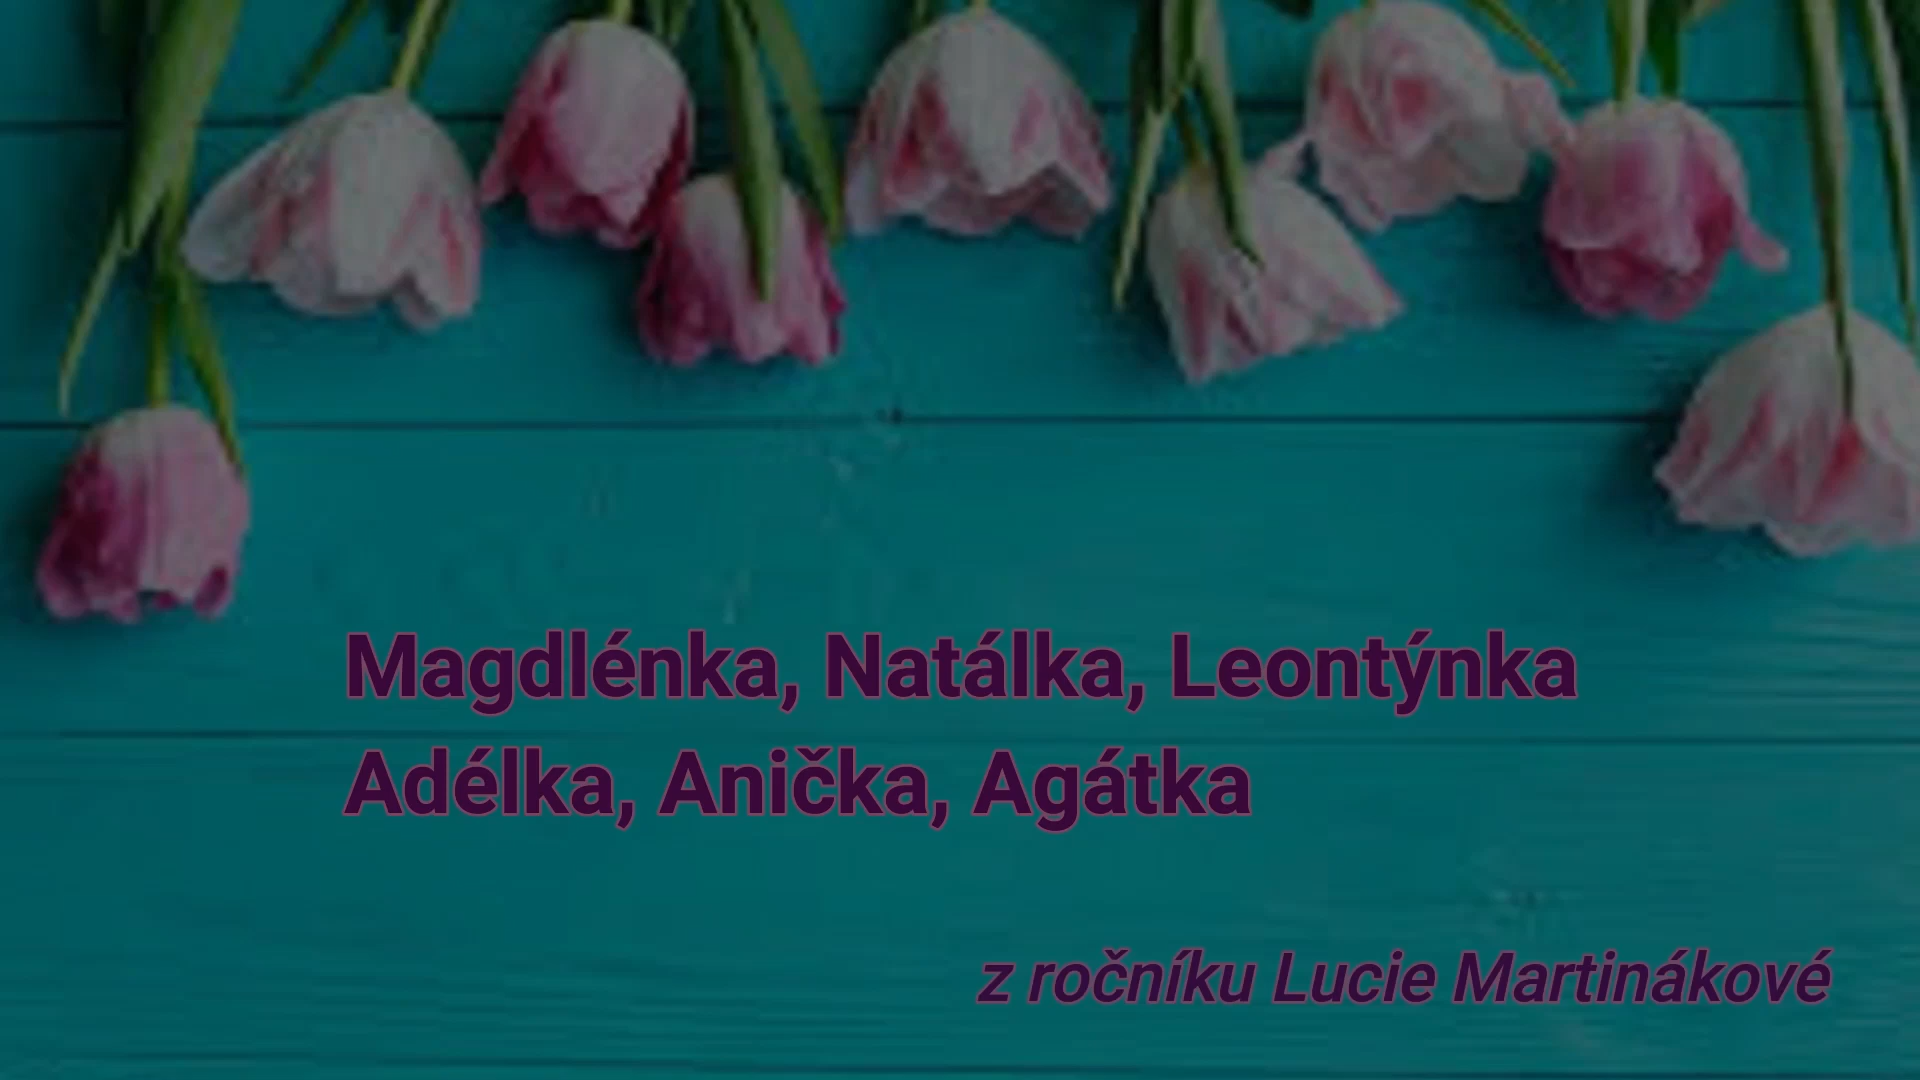 Magdlénka, Natálka, Leontýnka
Adélka, Anička, Agátka
z ročníku Lucie Martinákové